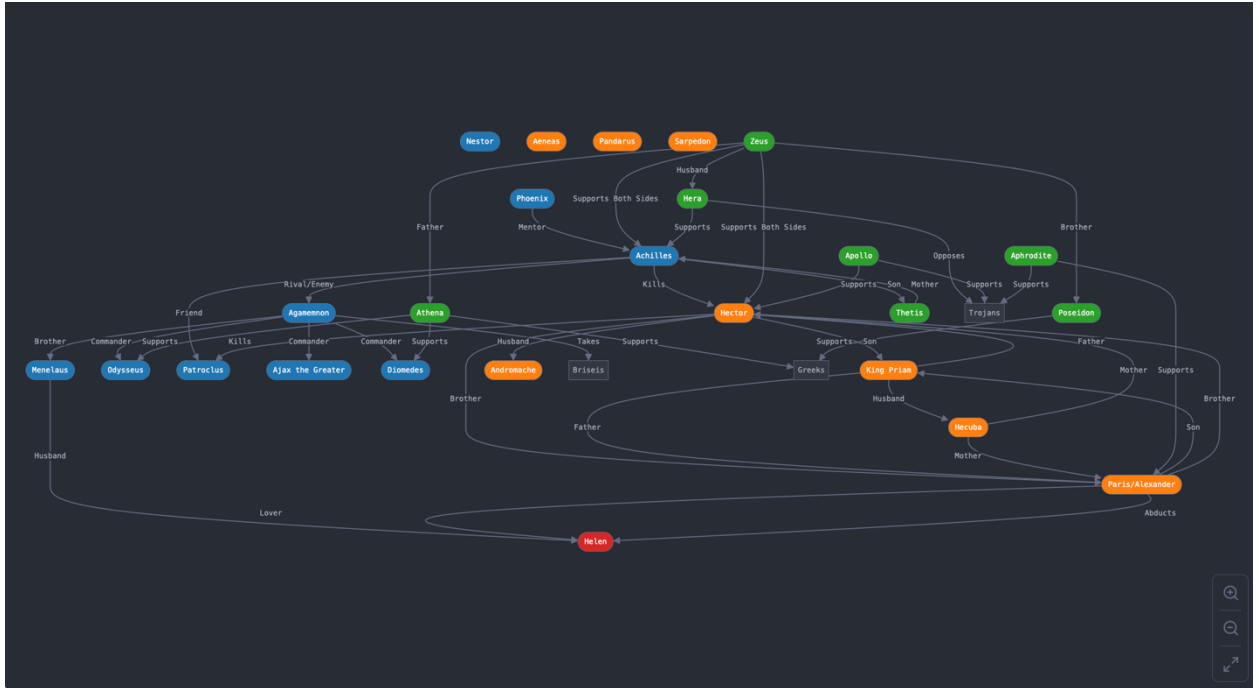 Nestor Aeneas Pandarus Sarpedon Zeus
Husband
Phoenix Supports Both Sides Hera
Father Mentor Supports Supports Both Sides Brother
Achilles Apollo Opposes Aphrodite
Rival/Enemy Kills Supports Son Mother Supports Supports
Friend Agamemnon Athena Hector Thetis Trojans Poseidon
Brother Commander Supports Kills Commander Commander Supports Husband Takes Supports Supports Son Father
Menelaus Odysseus Patroclus Ajax the Greater Diomedes Andromache Briseis Greeks King Priam Mother Supports
Brother Husband Brother
Father Hecuba Son
Husband Mother
Paris/Alexander
Lover Abducts
Helen